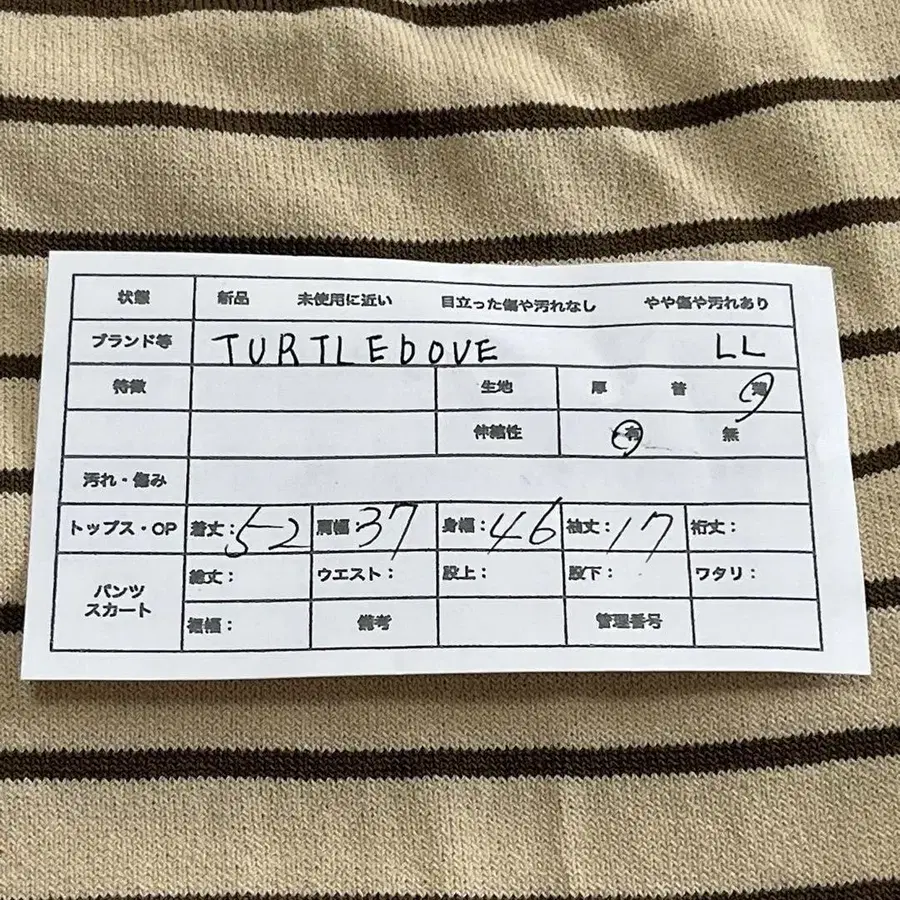 状態 新品 未使用に近い 目立った傷や汚れなし やや傷や汚れあり
ブランド等 TURTLEDOVE LL
特徴 生地 厚 普 薄
伸縮性 有 無
汚れ・傷み
トップス・OP 着丈:52 肩幅:37 身幅:46 袖丈:17 裄丈:
パンツ スカート 総丈: ウエスト: 股上: 股下: ワタリ:
裾幅: 備考 管理番号